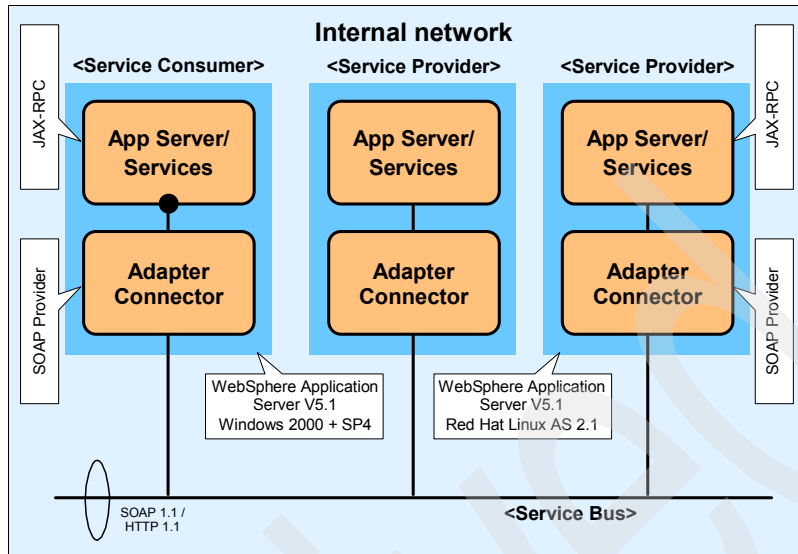 Internal network
<Service Consumer>
<Service Provider>
<Service Provider>
JAX-RPC
App Server/
Services
App Server/
Services
App Server/
Services
JAX-RPC
SOAP Provider
Adapter
Connector
Adapter
Connector
Adapter
Connector
SOAP Provider
WebSphere Application
Server V5.1
Windows 2000 + SP4
WebSphere Application
Server V5.1
Red Hat Linux AS 2.1
SOAP 1.1 /
HTTP 1.1
<Service Bus>